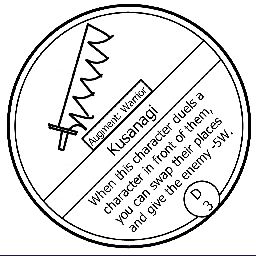 Augment: Warrior
Kusanagi
When this character duels a
character in front of them,
you can swap their places
and give the enemy -5W.
D
3